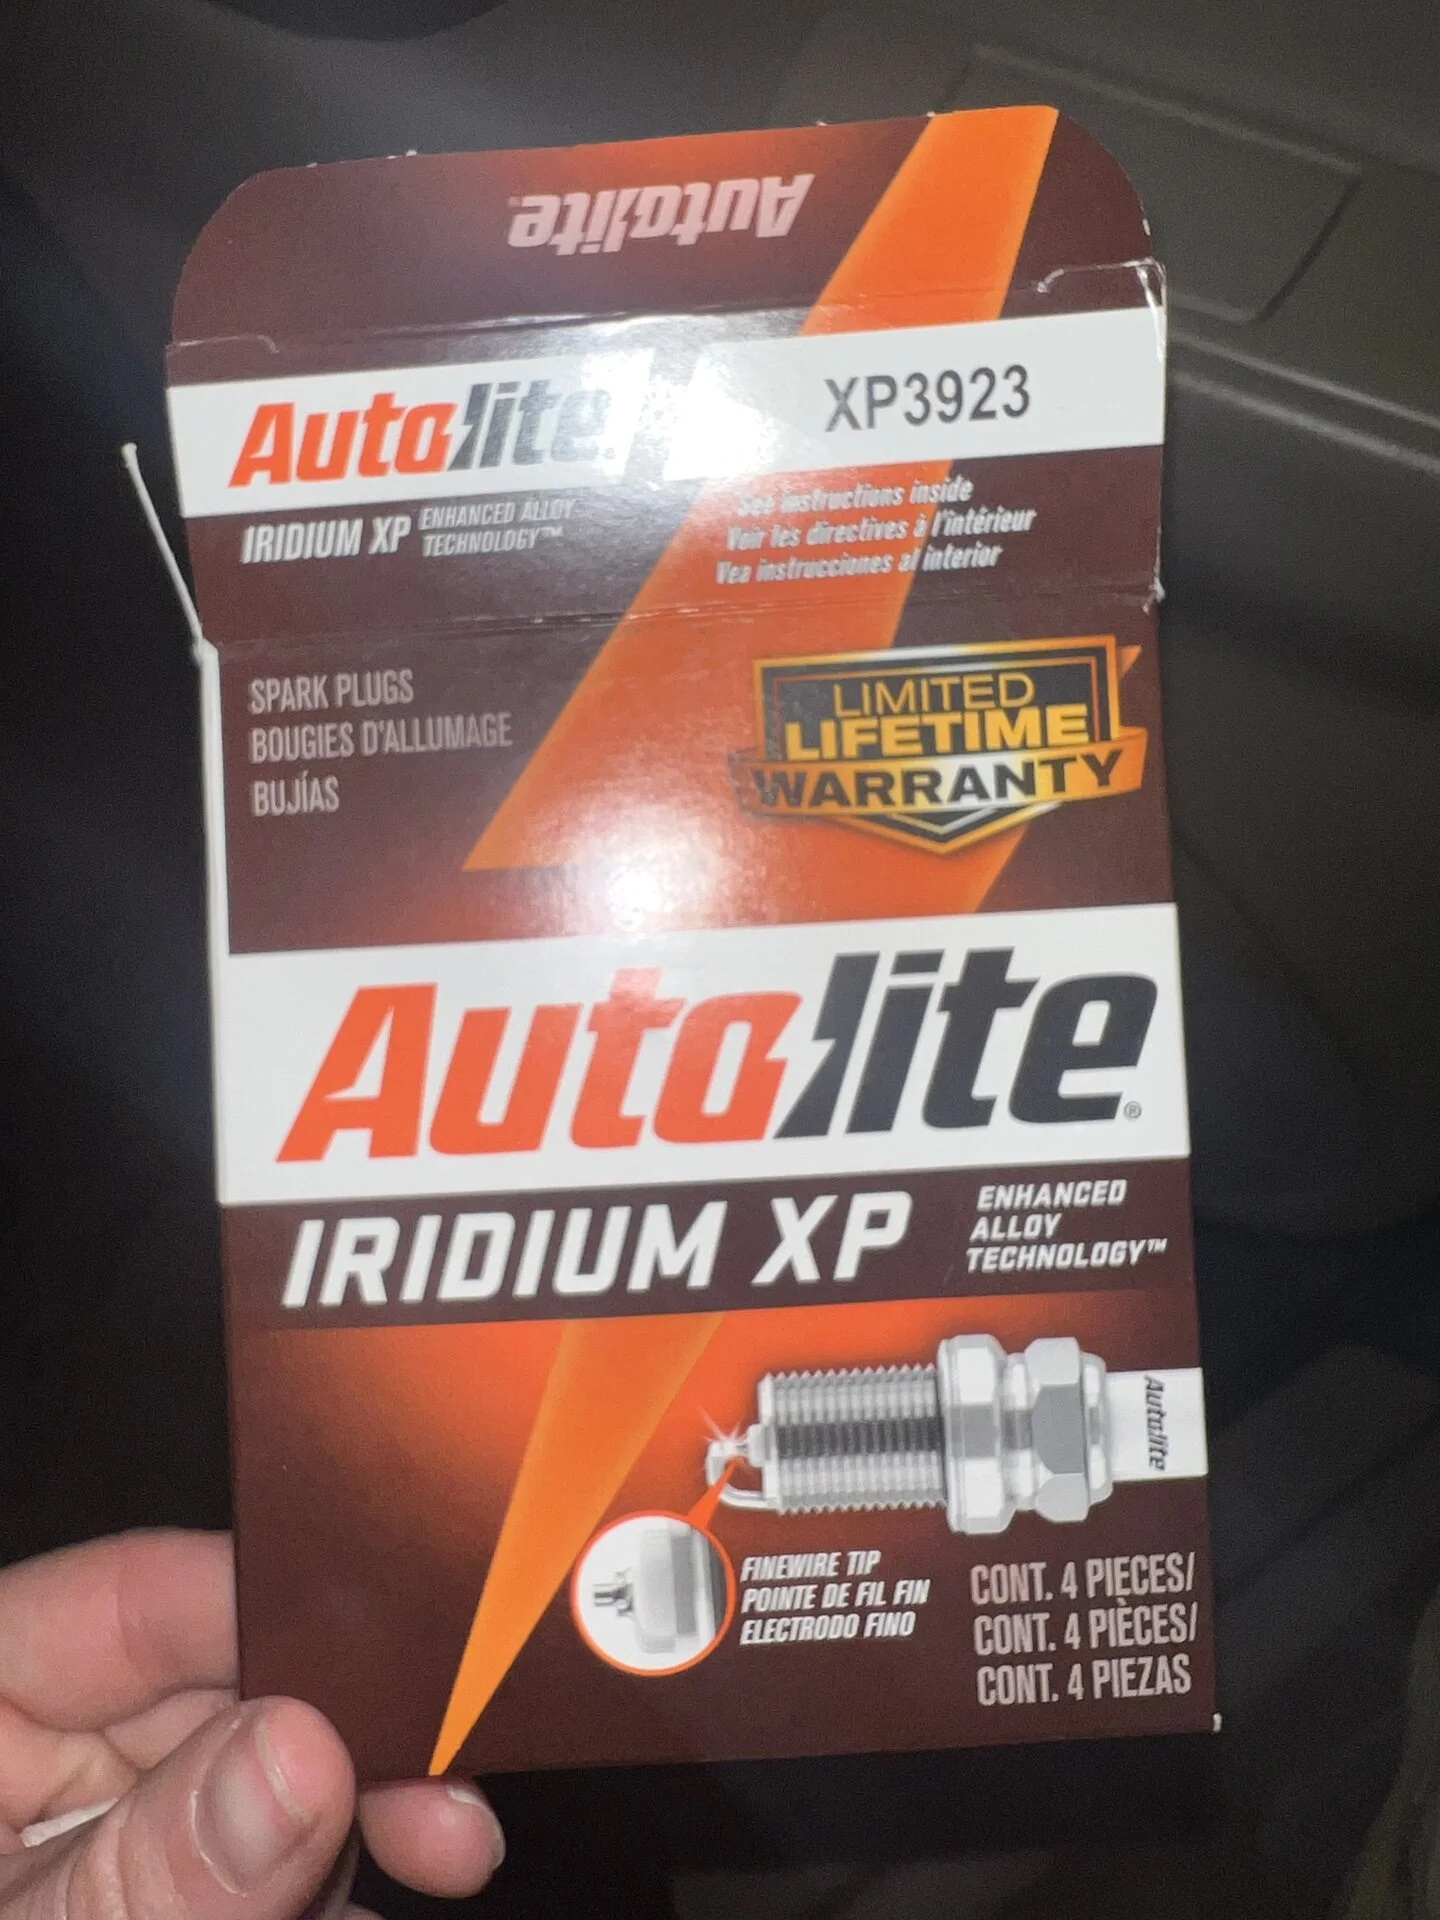 Autolite®
Autolite® XP3923
IRIDIUM XP ENHANCED ALLOY TECHNOLOGY™
See instructions inside
Voir les directives à l'intérieur
Vea instrucciones al interior
SPARK PLUGS
BOUGIES D'ALLUMAGE
BUJÍAS
LIMITED
LIFETIME
WARRANTY
Autolite®
IRIDIUM XP
ENHANCED
ALLOY
TECHNOLOGY™
Autolite
FINEWIRE TIP
POINTE DE FIL FIN
ELECTRODO FINO
CONT. 4 PIECES/
CONT. 4 PIÈCES/
CONT. 4 PIEZAS